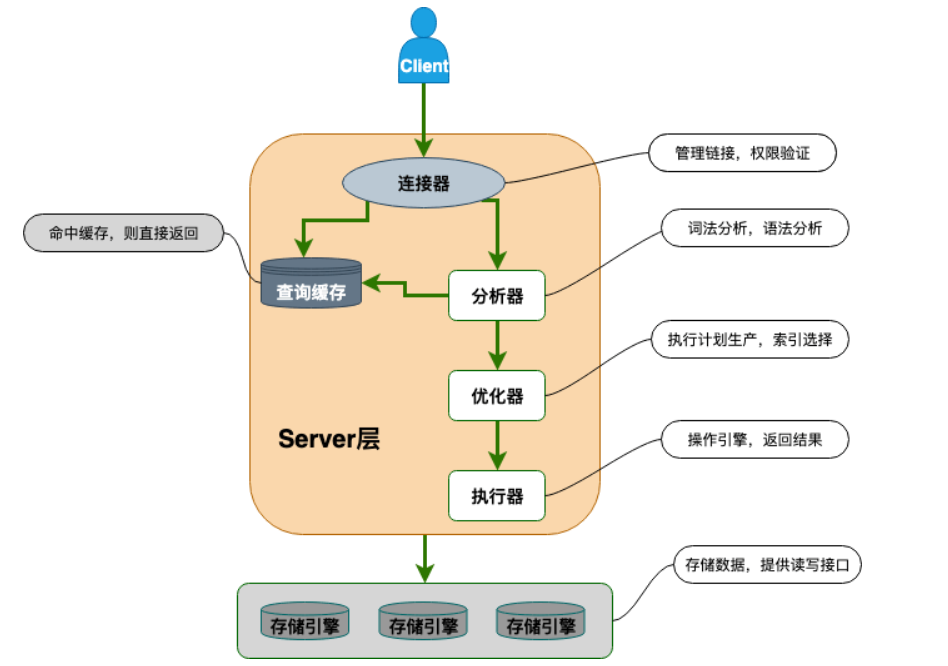 Client
连接器
管理链接，权限验证
词法分析，语法分析
命中缓存，则直接返回
查询缓存
分析器
执行计划生产，索引选择
优化器
Server层
操作引擎，返回结果
执行器
存储数据，提供读写接口
存储引擎
存储引擎
存储引擎